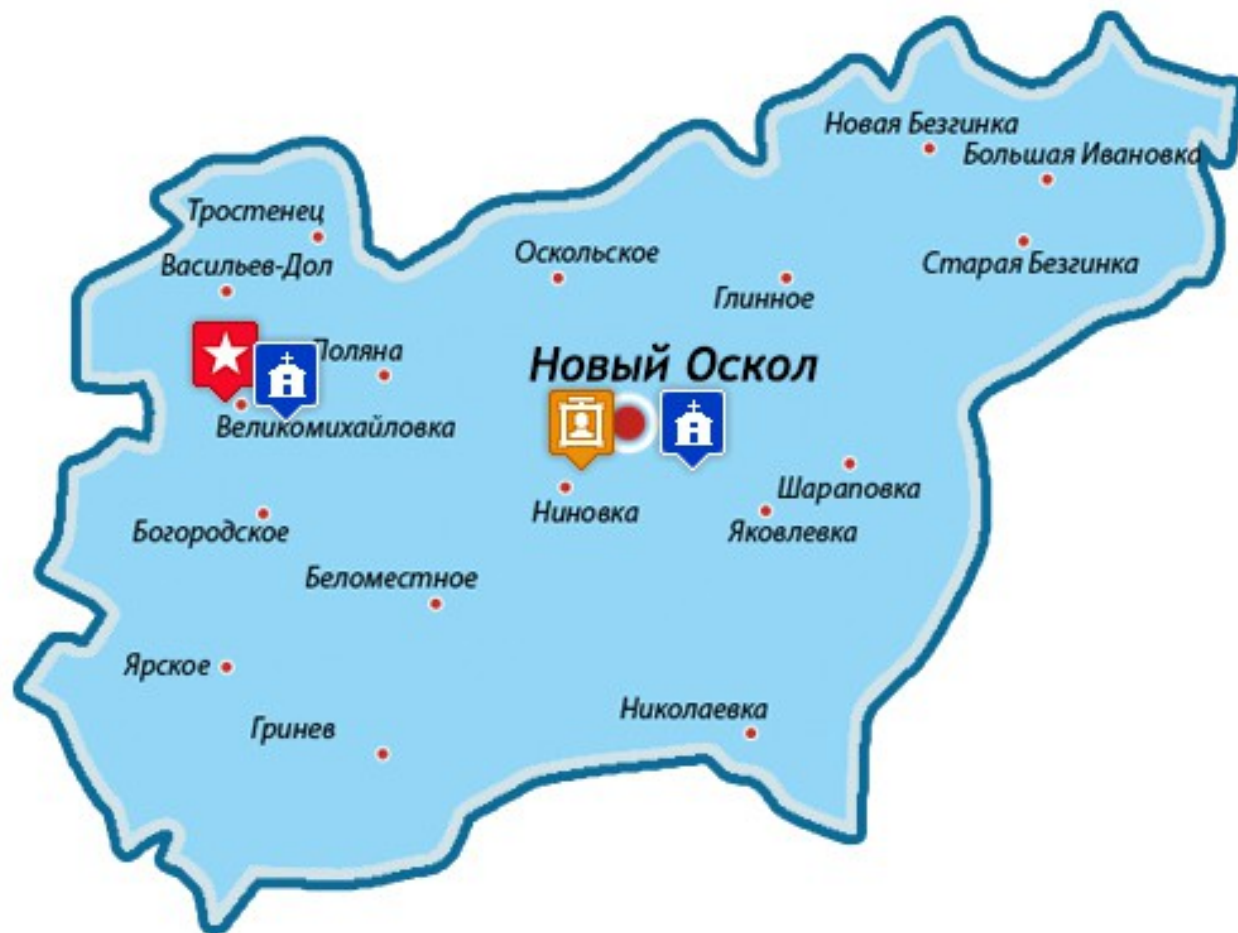 Новая Безгинка
Большая Ивановка
Тростенец
Васильев-Дол
Оскольское
Старая Безгинка
Глинное
Поляна
Новый Оскол
Великомихайловка
Шараповка
Ниновка
Яковлевка
Богородское
Беломестное
Ярское
Николаевка
Гринев